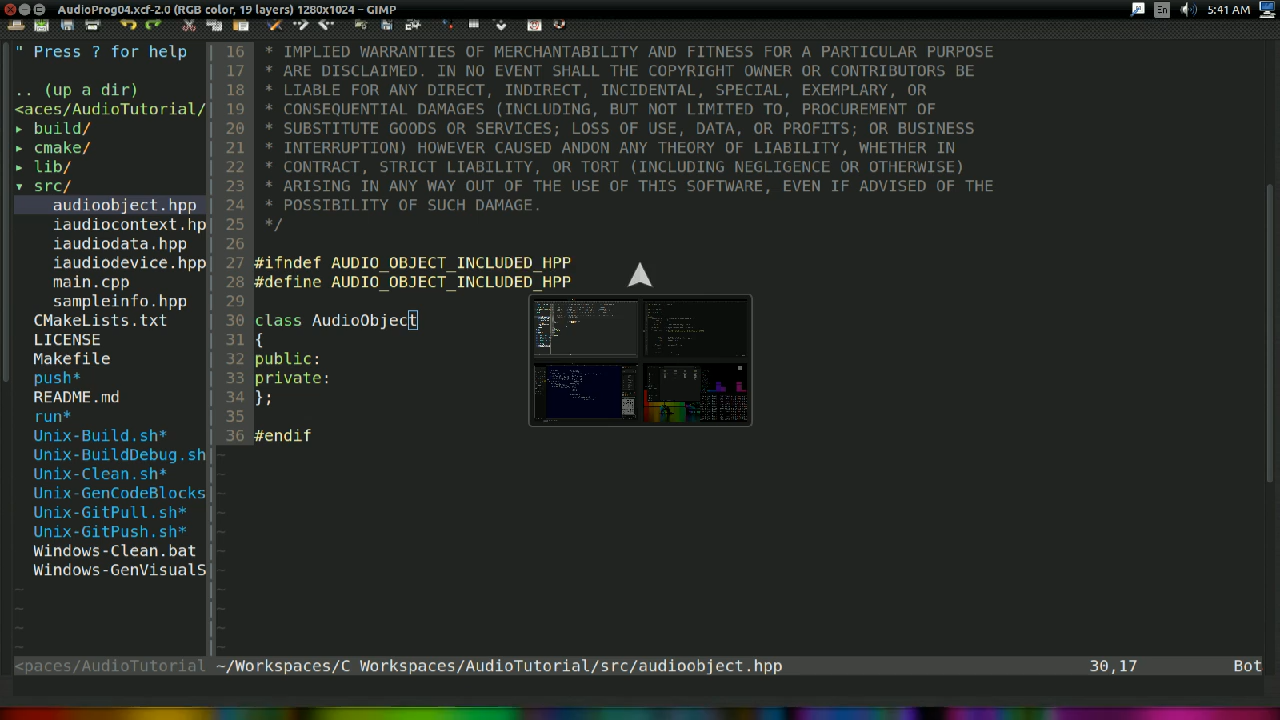 AudioProg04.xcf-2.0 (RGB color, 19 layers) 1280x1024 – GIMP
En
5:41 AM
" Press ? for help
.. (up a dir)
<aces/AudioTutorial/
▸ build/
▸ cmake/
▸ lib/
▾ src/
audioobject.hpp
iaudiocontext.hp
iaudiodata.hpp
iaudiodevice.hpp
main.cpp
sampleinfo.hpp
CMakeLists.txt
LICENSE
Makefile
push*
README.md
run*
Unix-Build.sh*
Unix-BuildDebug.sh
Unix-Clean.sh*
Unix-GenCodeBlocks
Unix-GitPull.sh*
Unix-GitPush.sh*
Windows-Clean.bat
Windows-GenVisualS
<paces/AudioTutorial
16 * IMPLIED WARRANTIES OF MERCHANTABILITY AND FITNESS FOR A PARTICULAR PURPOSE
17 * ARE DISCLAIMED. IN NO EVENT SHALL THE COPYRIGHT OWNER OR CONTRIBUTORS BE
18 * LIABLE FOR ANY DIRECT, INDIRECT, INCIDENTAL, SPECIAL, EXEMPLARY, OR
19 * CONSEQUENTIAL DAMAGES (INCLUDING, BUT NOT LIMITED TO, PROCUREMENT OF
20 * SUBSTITUTE GOODS OR SERVICES; LOSS OF USE, DATA, OR PROFITS; OR BUSINESS
21 * INTERRUPTION) HOWEVER CAUSED ANDON ANY THEORY OF LIABILITY, WHETHER IN
22 * CONTRACT, STRICT LIABILITY, OR TORT (INCLUDING NEGLIGENCE OR OTHERWISE)
23 * ARISING IN ANY WAY OUT OF THE USE OF THIS SOFTWARE, EVEN IF ADVISED OF THE
24 * POSSIBILITY OF SUCH DAMAGE.
25 */
26
27 #ifndef AUDIO_OBJECT_INCLUDED_HPP
28 #define AUDIO_OBJECT_INCLUDED_HPP
29
30 class AudioObject
31 {
32 public:
33 private:
34 };
35
36 #endif
~/Workspaces/C Workspaces/AudioTutorial/src/audioobject.hpp 30,17 Bot